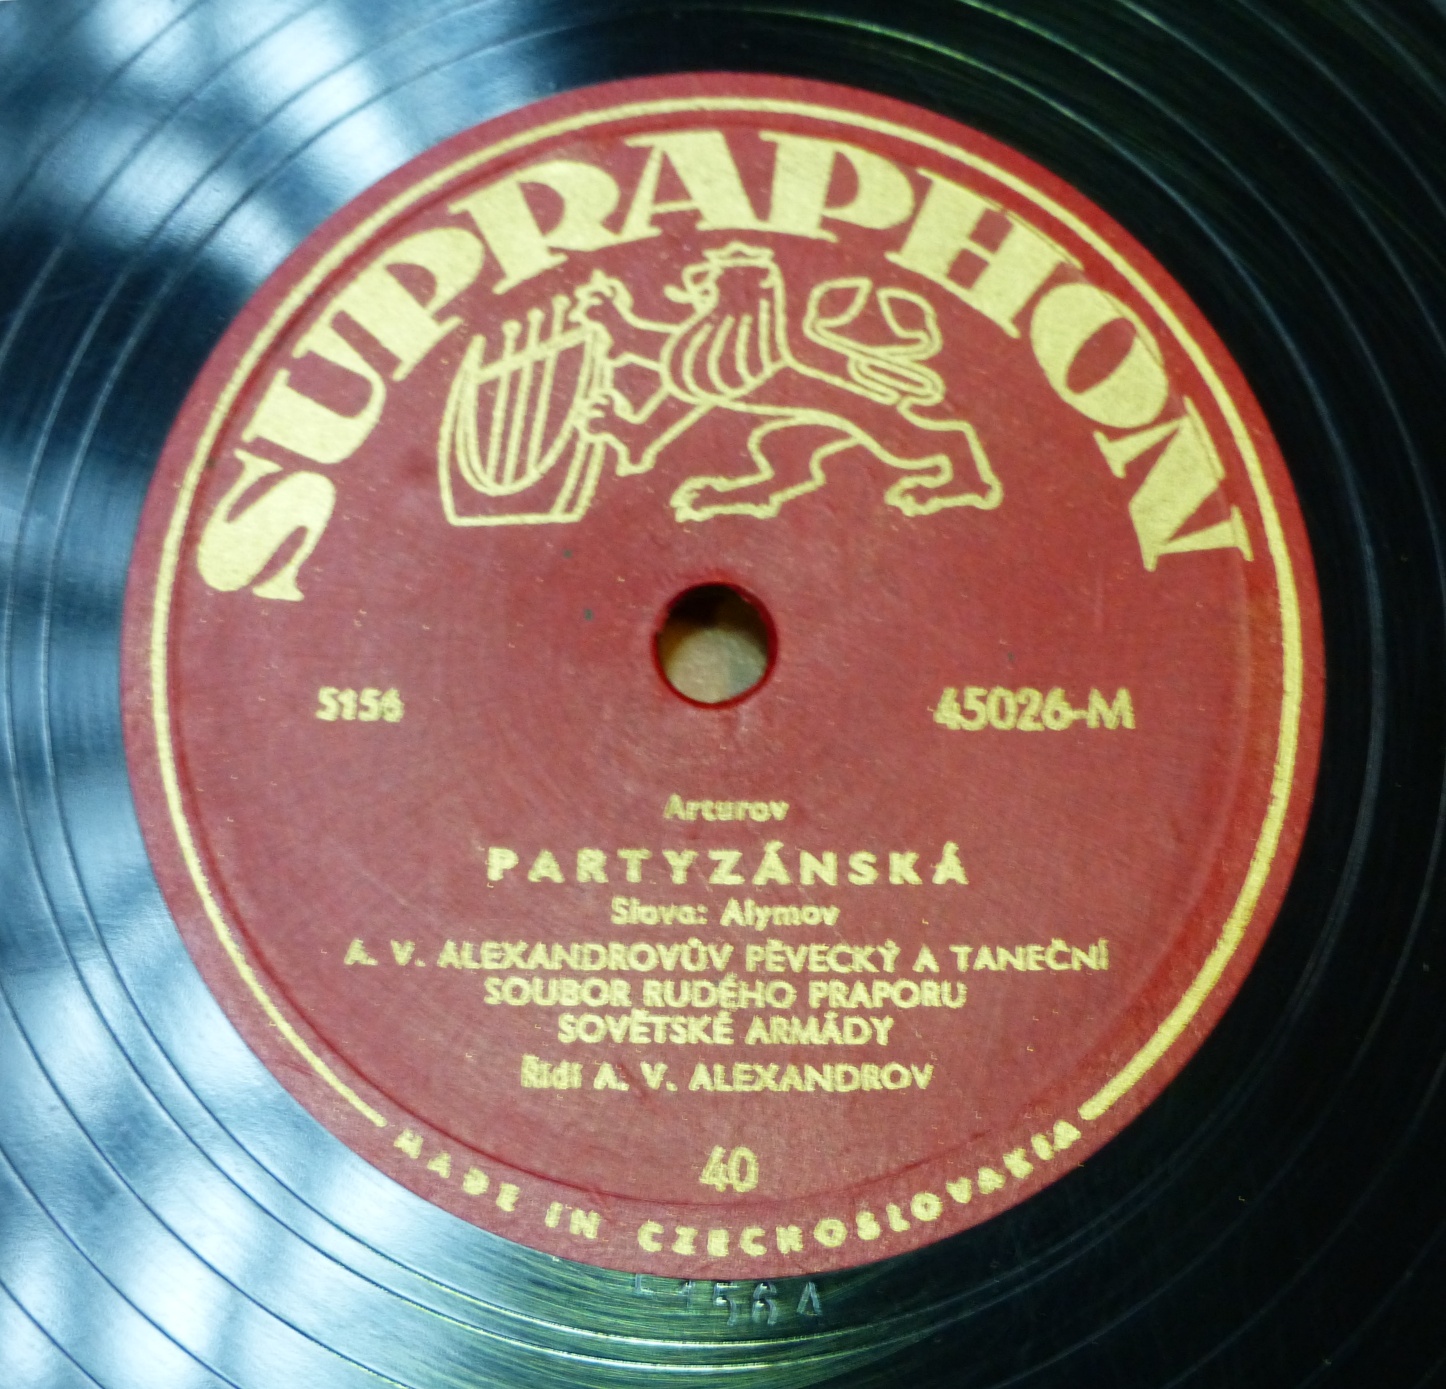 SUPRAPHON
5156
45026-M
Arturov
PARTYZÁNSKÁ
Slova: Alymov
A. V. ALEXANDROVŮV PĚVECKÝ A TANEČNÍ
SOUBOR RUDÉHO PRAPORU
SOVĚTSKÉ ARMÁDY
Řídí A. V. ALEXANDROV
40
MADE IN CZECHOSLOVAKIA
5156 A